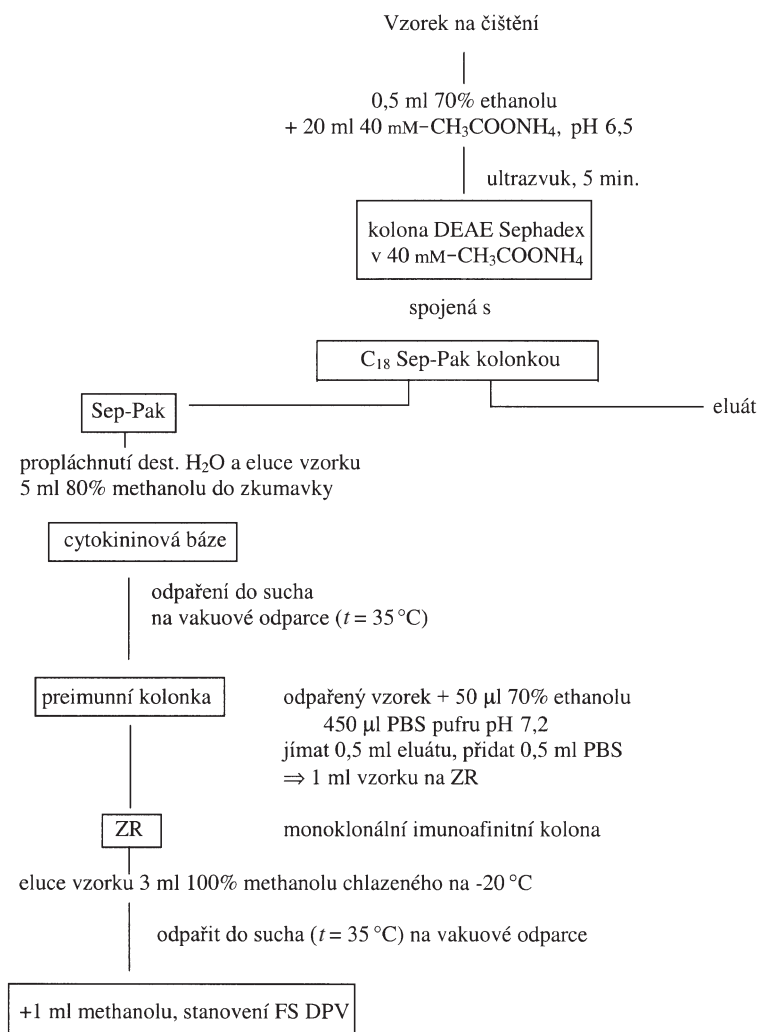 Vzorek na čištění
0,5 ml 70% ethanolu
+ 20 ml 40 mM-CH₃COONH₄, pH 6,5
ultrazvuk, 5 min.
kolona DEAE Sephadex
v 40 mM-CH₃COONH₄
spojená s
C₁₈ Sep-Pak kolonkou
Sep-Pak
eluát
propláchnutí dest. H₂O a eluce vzorku
5 ml 80% methanolu do zkumavky
cytokininová báze
odpaření do sucha
na vakuové odparce (t = 35 °C)
preimunní kolonka
odpařený vzorek + 50 µl 70% ethanolu
450 µl PBS pufru pH 7,2
jímat 0,5 ml eluátu, přidat 0,5 ml PBS
⇒ 1 ml vzorku na ZR
ZR
monoklonální imunoafinitní kolona
eluce vzorku 3 ml 100% methanolu chlazeného na -20 °C
odpařit do sucha (t = 35 °C) na vakuové odparce
+1 ml methanolu, stanovení FS DPV